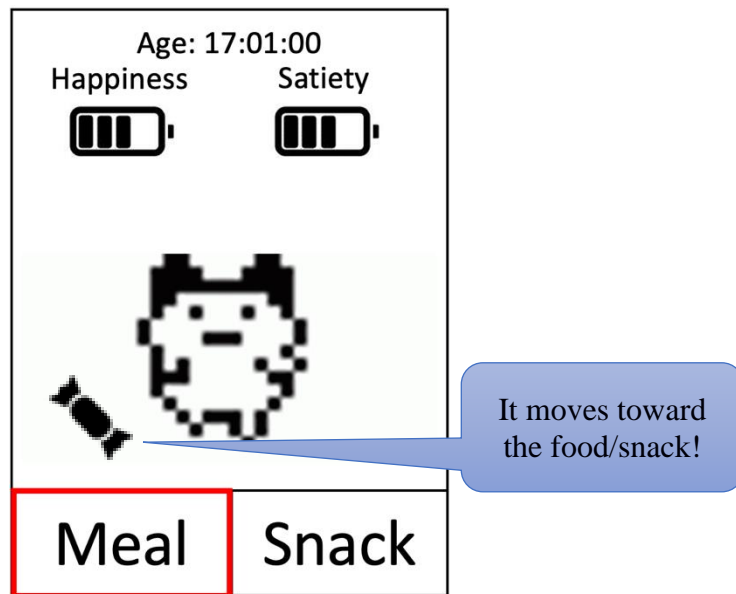 Age: 17:01:00
Happiness Satiety
It moves toward
the food/snack!
Meal Snack